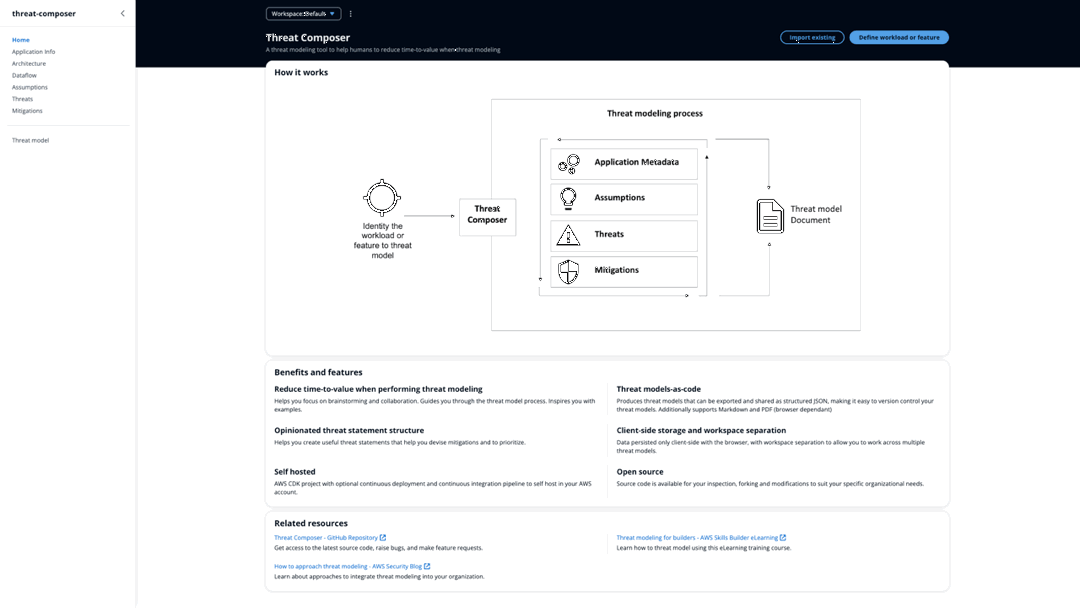 threat-composer
Home
Application Info
Architecture
Dataflow
Assumptions
Threats
Mitigations
Threat model
Workspace: Default
Threat Composer
A threat modeling tool to help humans to reduce time-to-value when threat modeling
Import existing
Define workload or feature
How it works
Threat modeling process
Identity the
workload or
feature to threat
model
Threat
Composer
Application Metadata
Assumptions
Threats
Mitigations
Threat model
Document
Benefits and features
Reduce time-to-value when performing threat modeling
Helps you focus on brainstorming and collaboration. Guides you through the threat model process. Inspires you with
examples.
Threat models-as-code
Produces threat models that can be exported and shared as structured JSON, making it easy to version control your
threat models. Additionally supports Markdown and PDF (browser dependant)
Opinionated threat statement structure
Helps you create useful threat statements that help you devise mitigations and to prioritize.
Client-side storage and workspace separation
Data persisted only client-side with the browser, with workspace separation to allow you to work across multiple
threat models.
Self hosted
AWS CDK project with optional continuous deployment and continuous integration pipeline to self host in your AWS
account.
Open source
Source code is available for your inspection, forking and modifications to suit your specific organizational needs.
Related resources
Threat Composer - GitHub Repository
Get access to the latest source code, raise bugs, and make feature requests.
Threat modeling for builders - AWS Skills Builder eLearning
Learn how to threat model using this eLearning training course.
How to approach threat modeling - AWS Security Blog
Learn about approaches to integrate threat modeling into your organization.